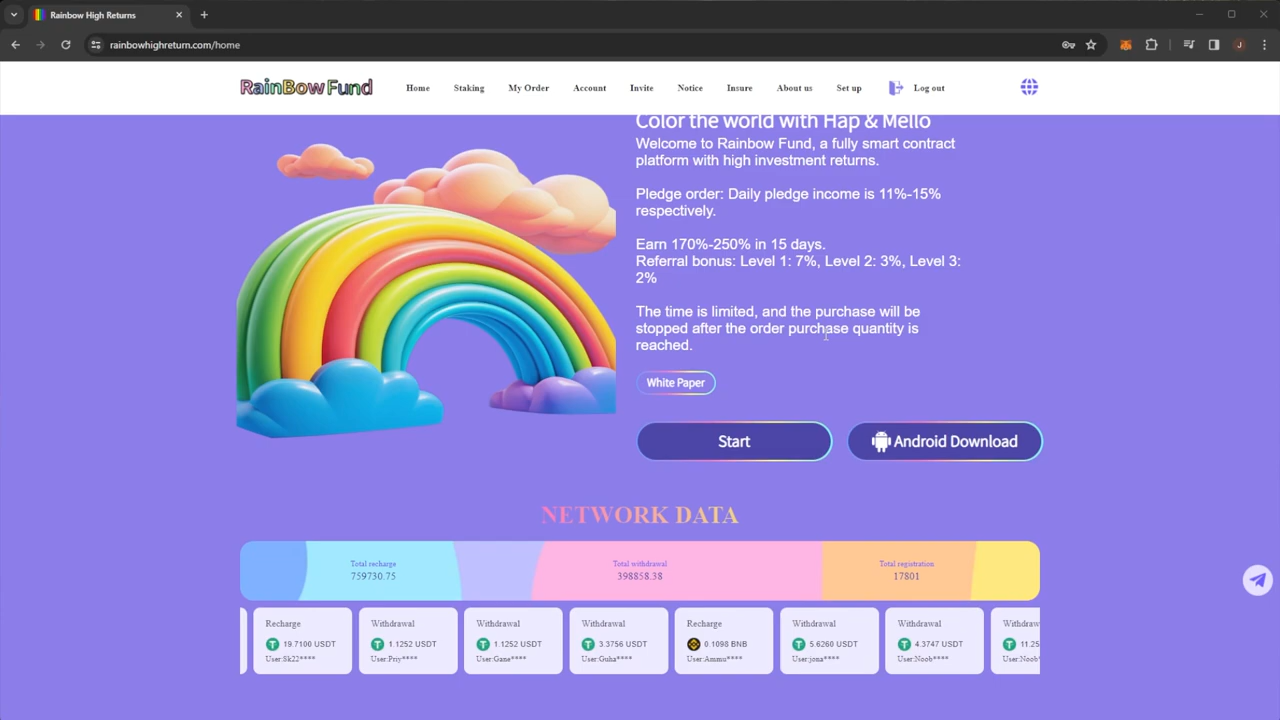 Rainbow High Returns
rainbowhighreturn.com/home
J
RainBow Fund
Home
Staking
My Order
Account
Invite
Notice
Insure
About us
Set up
Log out
Color the world with Hap & Mello
Welcome to Rainbow Fund, a fully smart contract
platform with high investment returns.
Pledge order: Daily pledge income is 11%-15%
respectively.
Earn 170%-250% in 15 days.
Referral bonus: Level 1: 7%, Level 2: 3%, Level 3:
2%
The time is limited, and the purchase will be
stopped after the order purchase quantity is
reached.
White Paper
Start
Android Download
NETWORK DATA
Total recharge
759730.75
Total withdrawal
398858.38
Total registration
17801
Recharge
19.7100 USDT
User:Sk22****
Withdrawal
1.1252 USDT
User:Priy****
Withdrawal
1.1252 USDT
User:Gane****
Withdrawal
3.3756 USDT
User:Guha****
Recharge
0.1098 BNB
User:Ammu****
Withdrawal
5.6260 USDT
User:jona****
Withdrawal
4.3747 USDT
User:Noob****
Withdraw
11.25
User:Noob